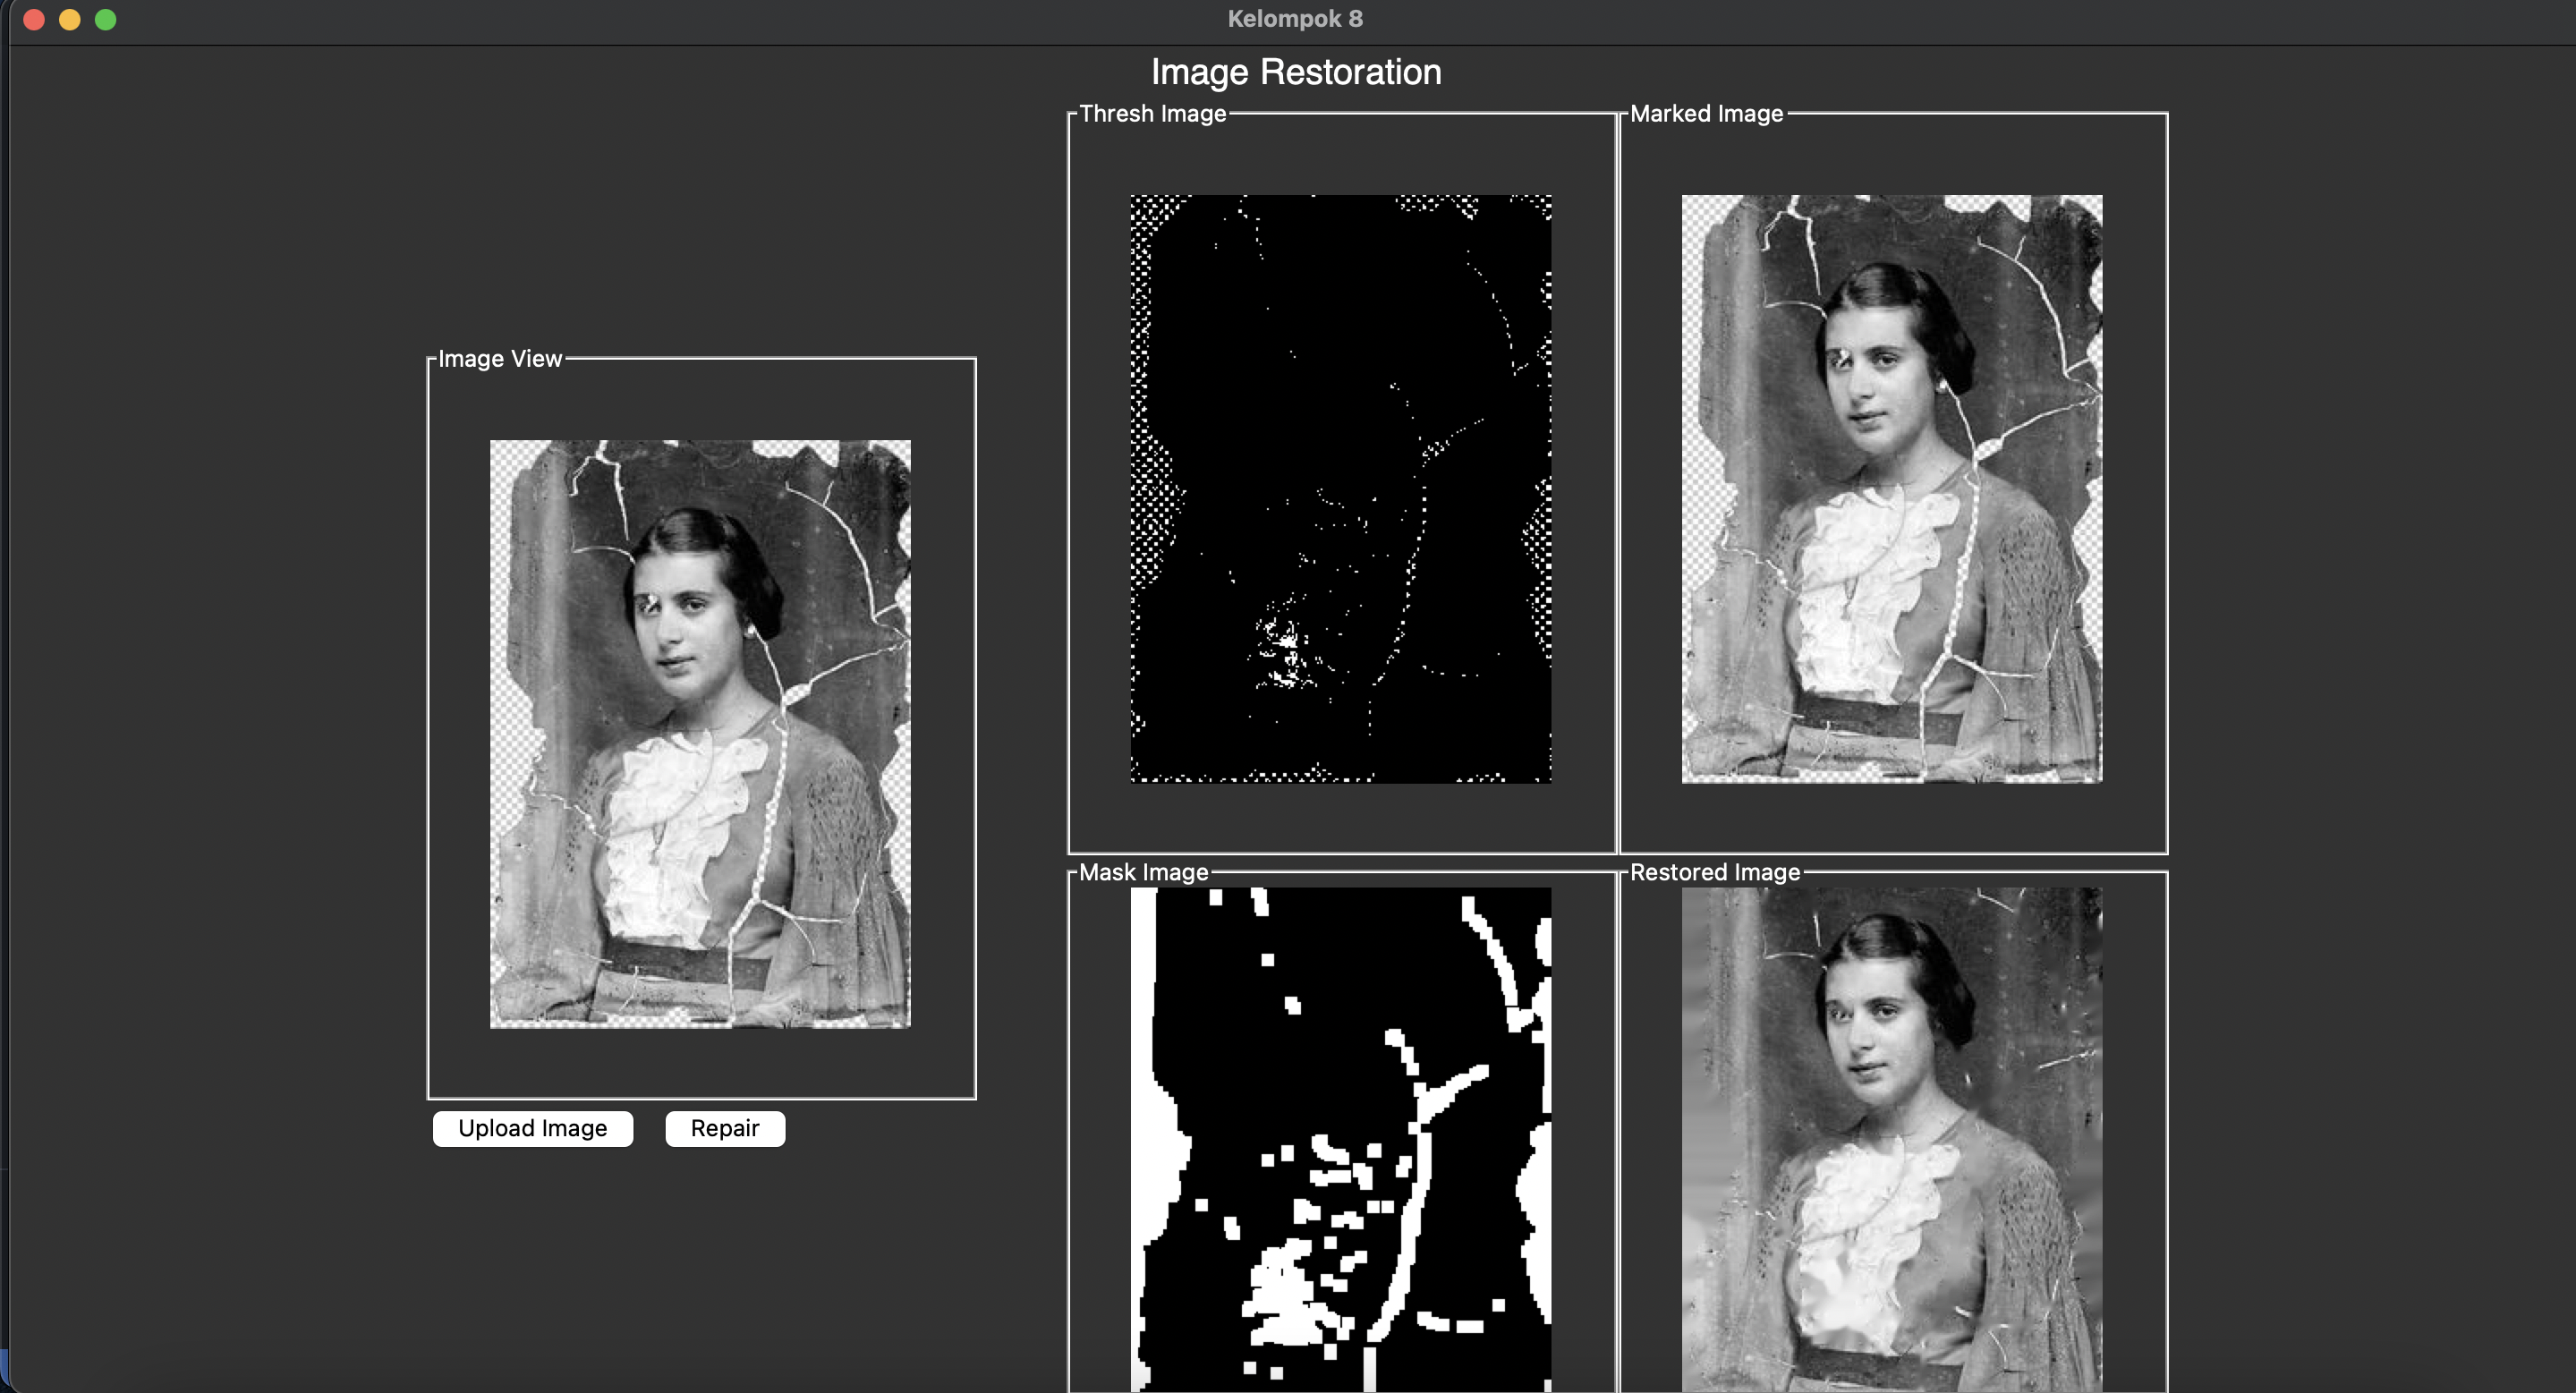 Kelompok 8
Image Restoration
Thresh Image
Marked Image
Image View
Mask Image
Restored Image
Upload Image
Repair